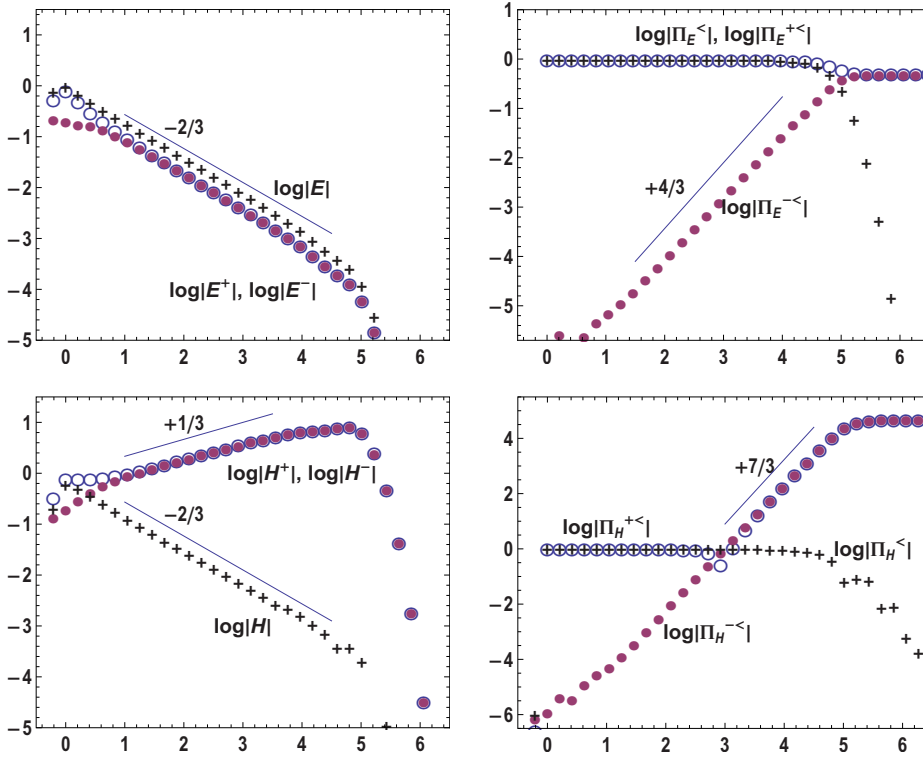 log|Π_E^<|, log|Π_E^+<|
1
0
−1
−2
−3
−4
−5
−2/3
log|E|
log|E⁺|, log|E⁻|
0 1 2 3 4 5 6
1
0
−1
−2
−3
−4
−5
+4/3
log|Π_E^−<|
0 1 2 3 4 5 6
1
0
−1
−2
−3
−4
−5
+1/3
log|H⁺|, log|H⁻|
−2/3
log|H|
0 1 2 3 4 5 6
4
2
0
−2
−4
−6
+7/3
log|Π_H^+<|
log|Π_H^<|
log|Π_H^−<|
0 1 2 3 4 5 6